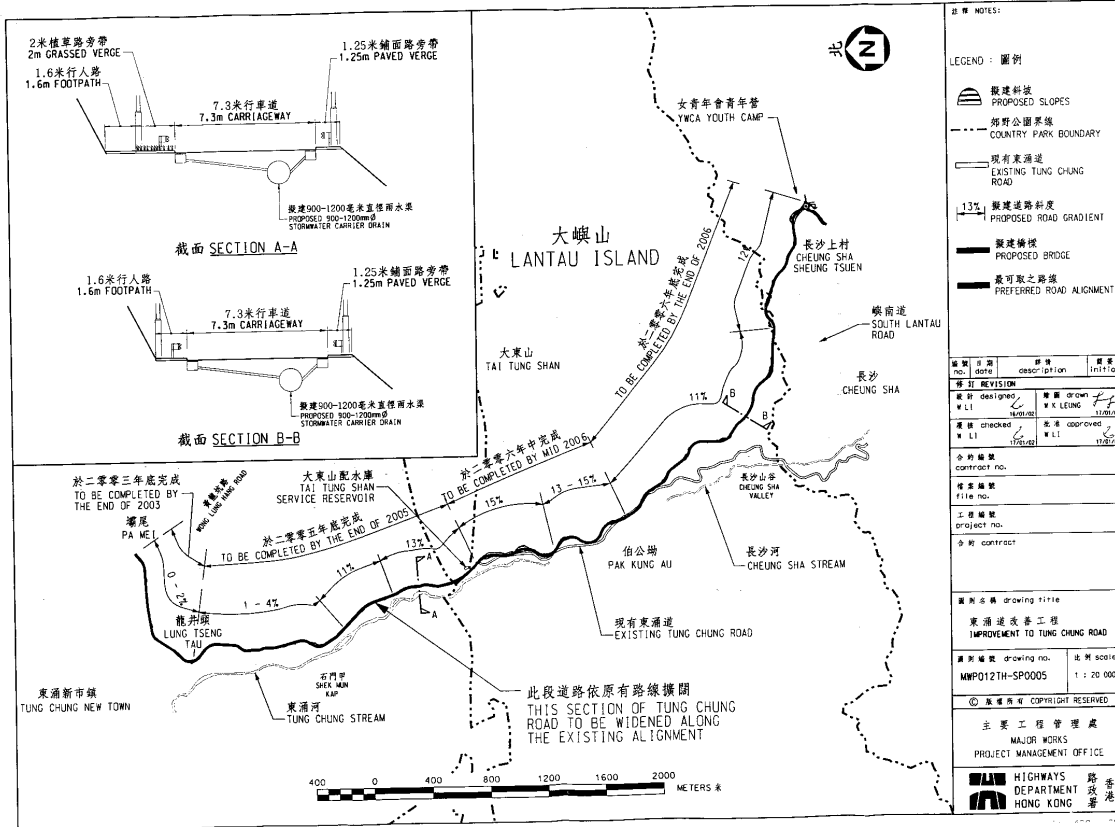 2米植草路旁帶
2m GRASSED VERGE
1.6米行人路
1.6m FOOTPATH
1.25米鋪面路旁帶
1.25m PAVED VERGE
7.3米行車道
7.3m CARRIAGEWAY
擬建900-1200毫米直徑雨水渠
PROPOSED 900-1200mmØ
STORMWATER CARRIER DRAIN
截面 SECTION A-A
1.6米行人路
1.6m FOOTPATH
1.25米鋪面路旁帶
1.25m PAVED VERGE
7.3米行車道
7.3m CARRIAGEWAY
擬建900-1200毫米直徑雨水渠
PROPOSED 900-1200mmØ
STORMWATER CARRIER DRAIN
截面 SECTION B-B
北
N
女青年會青年營
YWCA YOUTH CAMP
大嶼山
LANTAU ISLAND
於二零零六年底完成
TO BE COMPLETED BY THE END OF 2006
12%
長沙上村
CHEUNG SHA
SHEUNG TSUEN
嶼南道
SOUTH LANTAU
ROAD
大東山
TAI TUNG SHAN
長沙
CHEUNG SHA
11%
B
B
於二零零三年底完成
TO BE COMPLETED BY
THE END OF 2003
黃龍坑路
WONG LUNG HANG ROAD
壩尾
PA MEI
大東山配水庫
TAI TUNG SHAN
SERVICE RESERVOIR
於二零零六年中完成
TO BE COMPLETED BY MID 2006
於二零零五年底完成
TO BE COMPLETED BY THE END OF 2005
13 - 15%
15%
13%
11%
1 - 4%
0 - 2%
A
A
長沙山谷
CHEUNG SHA
VALLEY
伯公坳
PAK KUNG AU
長沙河
CHEUNG SHA STREAM
現有東涌道
EXISTING TUNG CHUNG ROAD
龍井頭
LUNG TSENG
TAU
石門甲
SHEK MUN
KAP
東涌新市鎮
TUNG CHUNG NEW TOWN
東涌河
TUNG CHUNG STREAM
此段道路依原有路線擴闊
THIS SECTION OF TUNG CHUNG
ROAD TO BE WIDENED ALONG
THE EXISTING ALIGNMENT
400 0 400 800 1200 1600 2000 METERS 米
註釋 NOTES:
LEGEND : 圖例
擬建斜坡
PROPOSED SLOPES
郊野公園界線
COUNTRY PARK BOUNDARY
現有東涌道
EXISTING TUNG CHUNG
ROAD
13% 擬建道路斜度
PROPOSED ROAD GRADIENT
擬建橋樑
PROPOSED BRIDGE
最可取之路線
PREFERRED ROAD ALIGNMENT
編號 日期 詳情
no. date description initial
修訂 REVISION
設計 designed 繪圖 drawn
W LI W K LEUNG
16/01/02
覆核 checked 批准 approved
W LI W LI
合約編號
contract no.
檔案編號
file no.
工程編號
project no.
合約 contract
圖則名稱 drawing title
東涌道改善工程
IMPROVEMENT TO TUNG CHUNG ROAD
圖則編號 drawing no. 比例 scale
MWP012TH-SP0005 1 : 20 000
© 版權所有 COPYRIGHT RESERVED
主要工程管理處
MAJOR WORKS
PROJECT MANAGEMENT OFFICE
HIGHWAYS
DEPARTMENT
HONG KONG
路政署
香港